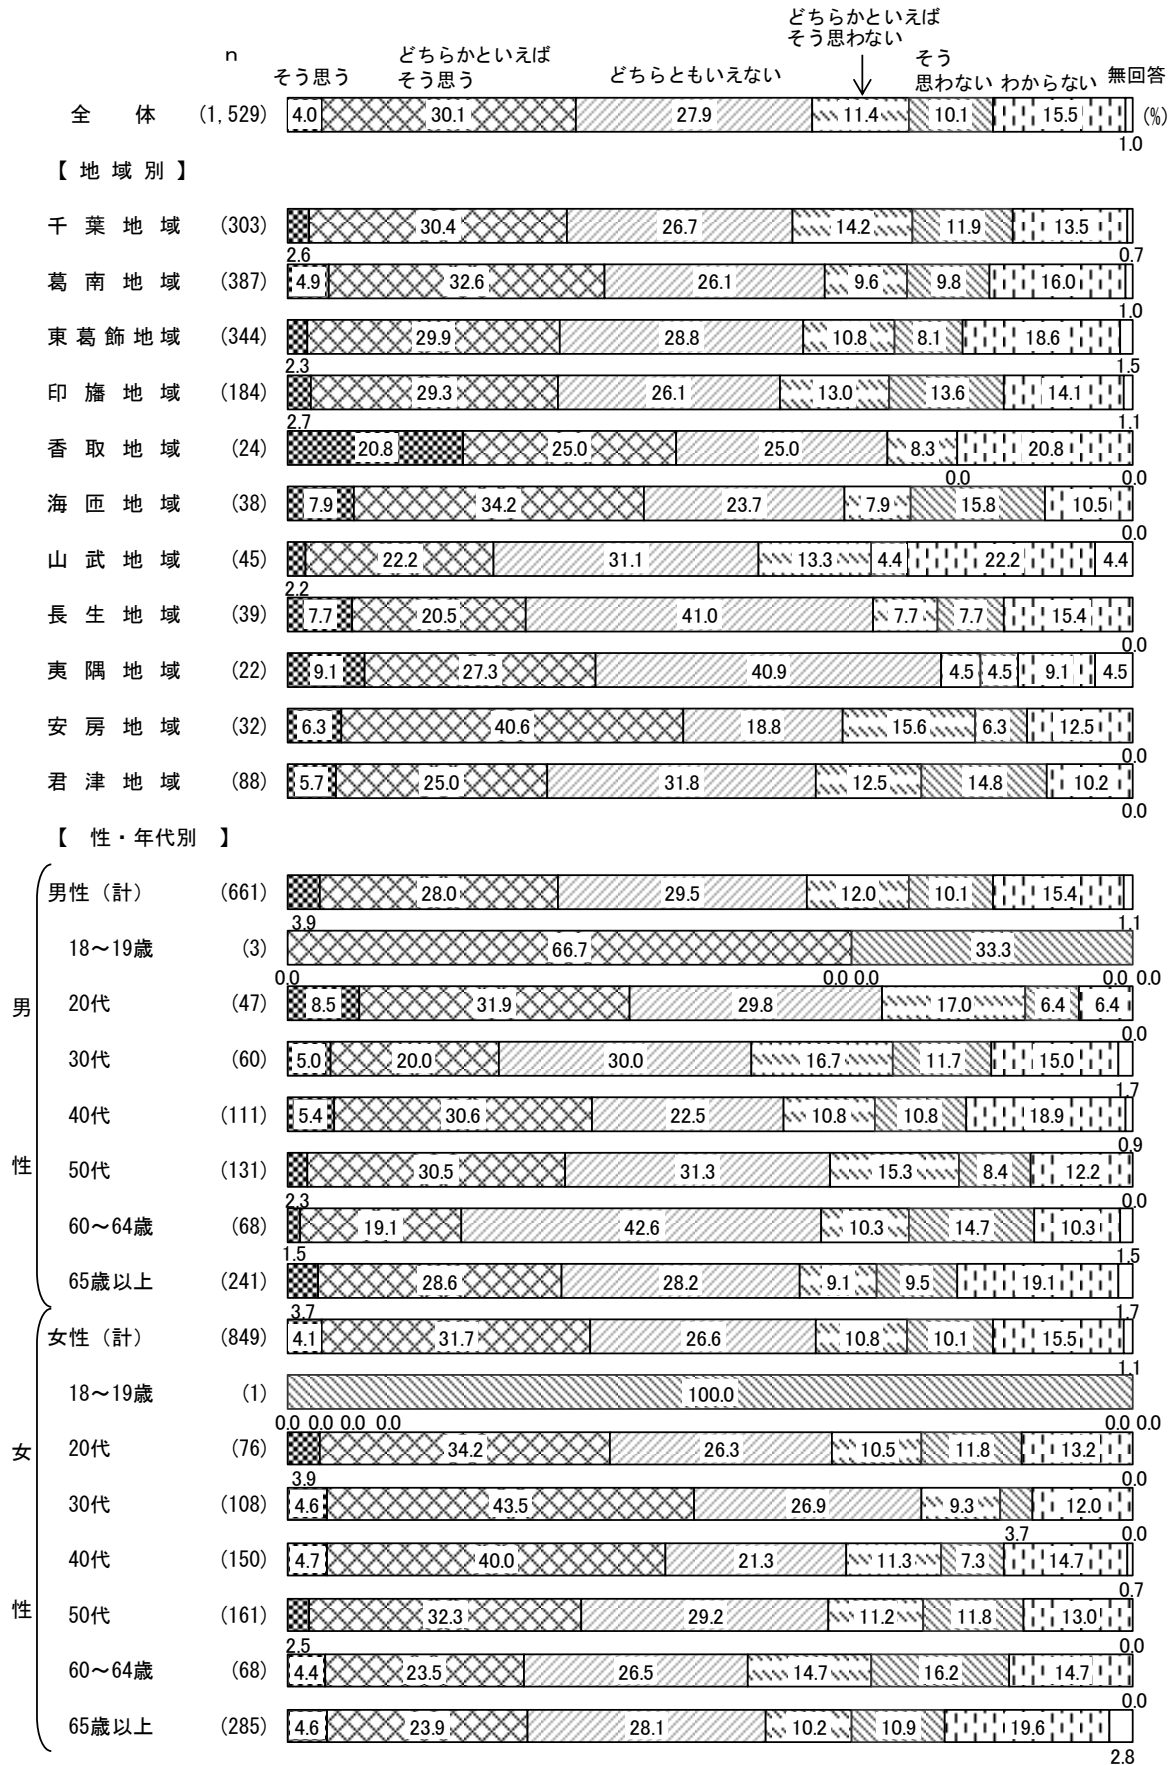 どちらかといえば
そう思わない
ｎ
そう思う
どちらかといえば
そう思う
どちらともいえない
そう
思わない
わからない
無回答
全　体 (1,529) 4.0 30.1 27.9 11.4 10.1 15.5 (%)
1.0
【 地 域 別 】
千 葉 地 域 (303) 30.4 26.7 14.2 11.9 13.5
2.6 0.7
葛 南 地 域 (387) 4.9 32.6 26.1 9.6 9.8 16.0
1.0
東 葛 飾 地 域 (344) 29.9 28.8 10.8 8.1 18.6
2.3 1.5
印 旛 地 域 (184) 29.3 26.1 13.0 13.6 14.1
2.7 1.1
香 取 地 域 (24) 20.8 25.0 25.0 8.3 20.8
0.0 0.0
海 匝 地 域 (38) 7.9 34.2 23.7 7.9 15.8 10.5
0.0
山 武 地 域 (45) 22.2 31.1 13.3 4.4 22.2 4.4
2.2
長 生 地 域 (39) 7.7 20.5 41.0 7.7 7.7 15.4
0.0
夷 隅 地 域 (22) 9.1 27.3 40.9 4.5 4.5 9.1 4.5
安 房 地 域 (32) 6.3 40.6 18.8 15.6 6.3 12.5
0.0
君 津 地 域 (88) 5.7 25.0 31.8 12.5 14.8 10.2
0.0
【　性・年代別　】
男性（計） (661) 28.0 29.5 12.0 10.1 15.4
3.9 1.1
18～19歳 (3) 66.7 33.3
0.0 0.0 0.0 0.0 0.0
男
20代 (47) 8.5 31.9 29.8 17.0 6.4 6.4
0.0
30代 (60) 5.0 20.0 30.0 16.7 11.7 15.0
1.7
40代 (111) 5.4 30.6 22.5 10.8 10.8 18.9
0.9
性
50代 (131) 30.5 31.3 15.3 8.4 12.2
2.3 0.0
60～64歳 (68) 19.1 42.6 10.3 14.7 10.3
1.5 1.5
65歳以上 (241) 28.6 28.2 9.1 9.5 19.1
3.7 1.7
女性（計） (849) 4.1 31.7 26.6 10.8 10.1 15.5
1.1
18～19歳 (1) 100.0
0.0 0.0 0.0 0.0 0.0 0.0
女
20代 (76) 34.2 26.3 10.5 11.8 13.2
3.9 0.0
30代 (108) 4.6 43.5 26.9 9.3 12.0
3.7 0.0
40代 (150) 4.7 40.0 21.3 11.3 7.3 14.7
0.7
性
50代 (161) 32.3 29.2 11.2 11.8 13.0
2.5 0.0
60～64歳 (68) 4.4 23.5 26.5 14.7 16.2 14.7
0.0
65歳以上 (285) 4.6 23.9 28.1 10.2 10.9 19.6
2.8